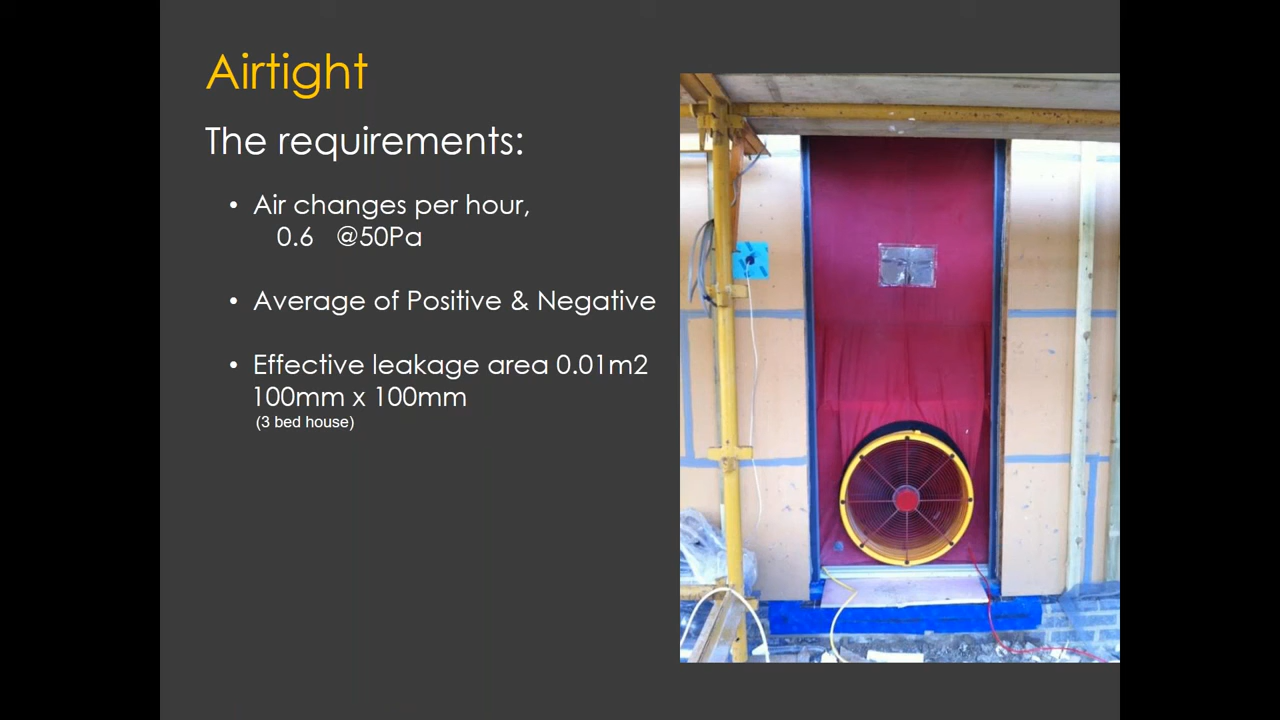 Airtight
The requirements:
• Air changes per hour,
0.6 @50Pa
• Average of Positive & Negative
• Effective leakage area 0.01m2
100mm x 100mm
(3 bed house)